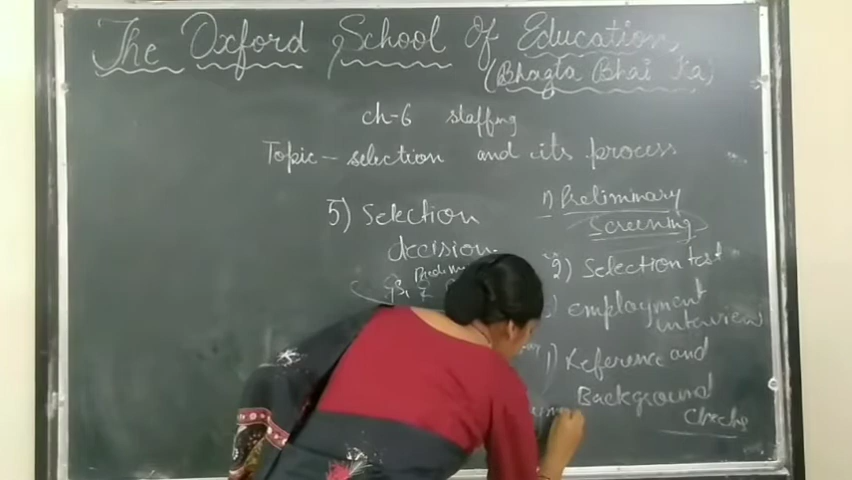 The Oxford School Of Education
(Bhagta Bhai Ka)
ch-6 staffing
Topic - selection and its process
1) Preliminary
Screening
2) Selection test
employment
interview
Reference and
Background
checks
5) Selection
decision